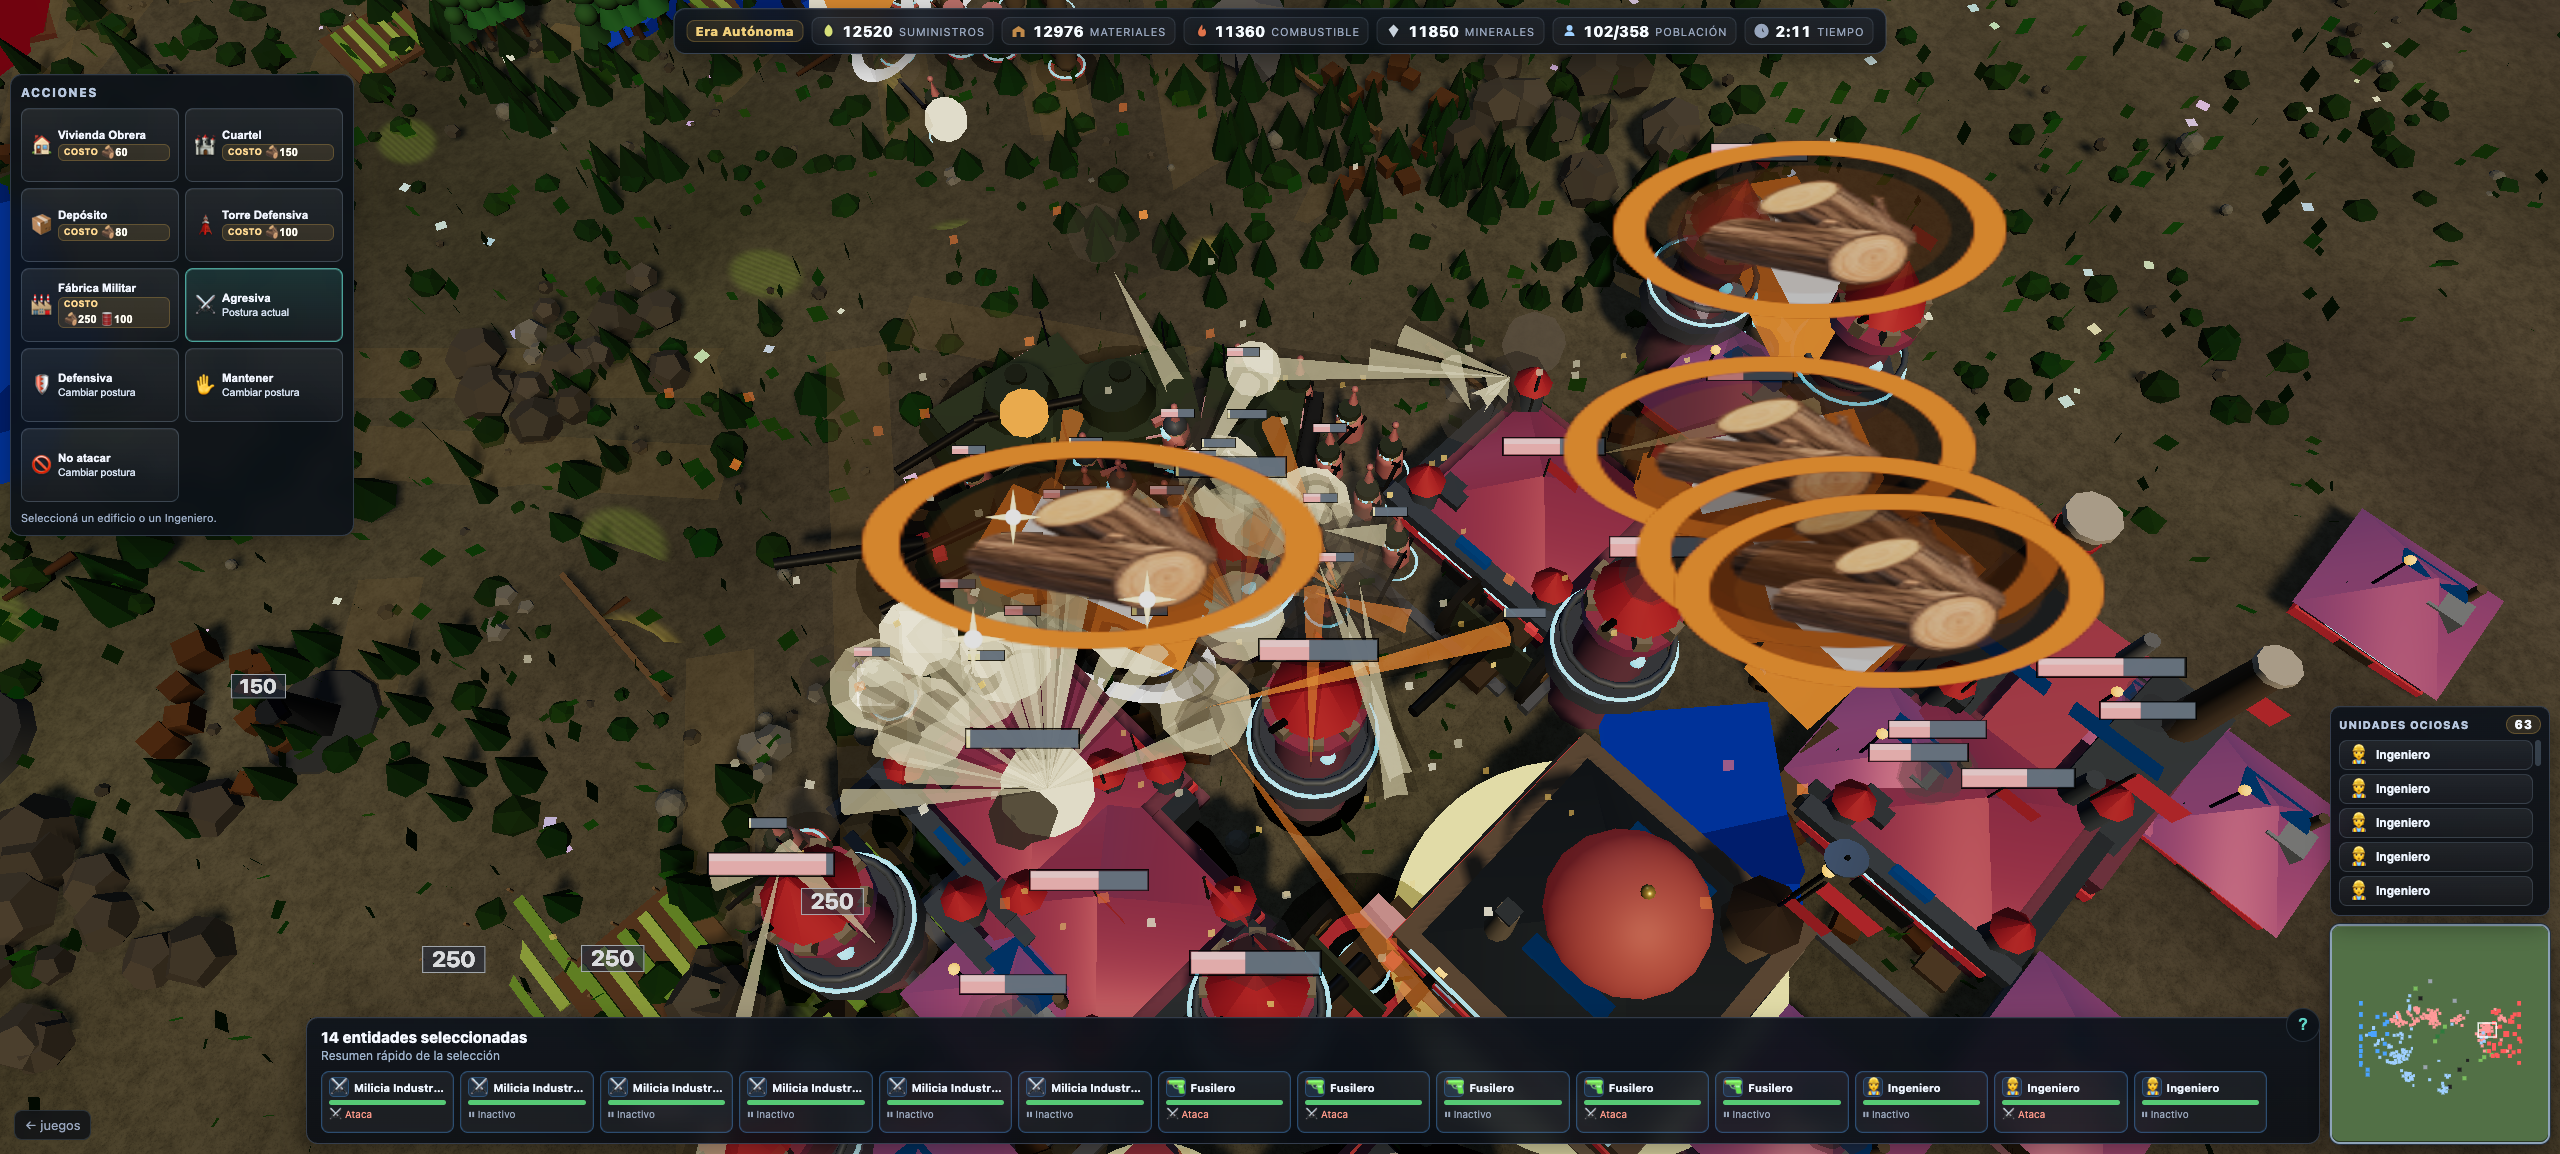 Era Autónoma
12520 SUMINISTROS
12976 MATERIALES
11360 COMBUSTIBLE
11850 MINERALES
102/358 POBLACIÓN
2:11 TIEMPO
ACCIONES
Vivienda Obrera
COSTO 60
Cuartel
COSTO 150
Depósito
COSTO 80
Torre Defensiva
COSTO 100
Fábrica Militar
COSTO
250 100
Agresiva
Postura actual
Defensiva
Cambiar postura
Mantener
Cambiar postura
No atacar
Cambiar postura
Seleccioná un edificio o un Ingeniero.
150
250
250
250
UNIDADES OCIOSAS 63
Ingeniero
Ingeniero
Ingeniero
Ingeniero
Ingeniero
14 entidades seleccionadas
Resumen rápido de la selección
?
Milicia Industr...
Ataca
Milicia Industr...
Inactivo
Milicia Industr...
Inactivo
Milicia Industr...
Inactivo
Milicia Industr...
Inactivo
Milicia Industr...
Inactivo
Fusilero
Ataca
Fusilero
Ataca
Fusilero
Inactivo
Fusilero
Ataca
Fusilero
Inactivo
Ingeniero
Inactivo
Ingeniero
Ataca
Ingeniero
Inactivo
← juegos